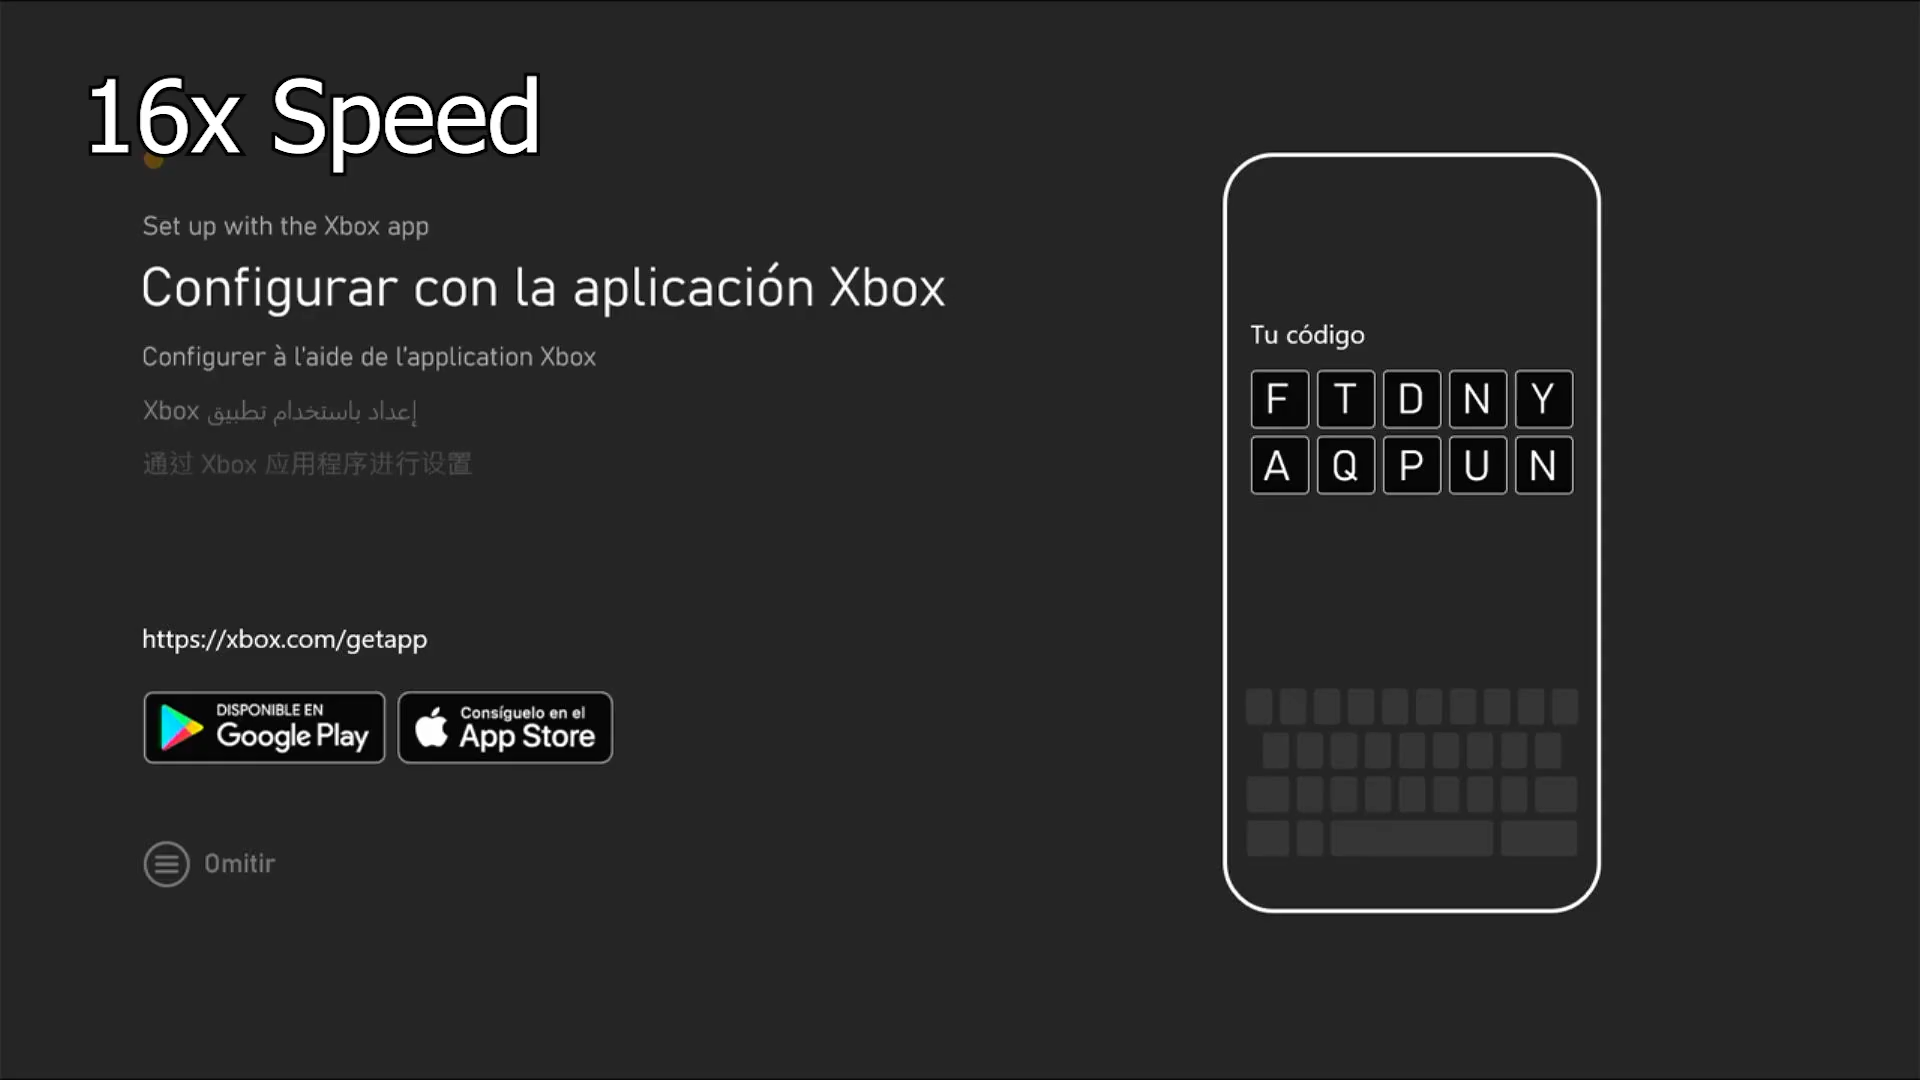 16x Speed
Set up with the Xbox app
Configurar con la aplicación Xbox
Configurer à l'aide de l'application Xbox
إعداد باستخدام تطبيق Xbox
通过 Xbox 应用程序进行设置
https://xbox.com/getapp
DISPONIBLE EN
Google Play
Consíguelo en el
App Store
Omitir
Tu código
F T D N Y
A Q P U N